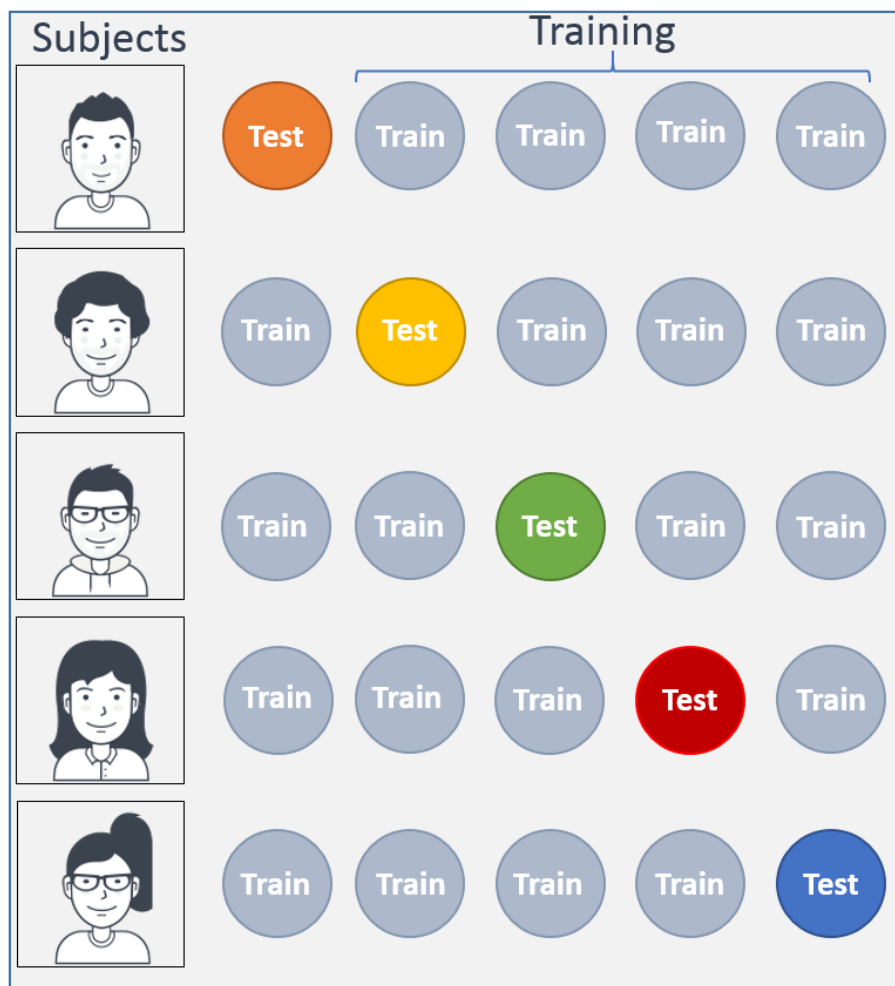 Subjects
Training
Test Train Train Train Train
Train Test Train Train Train
Train Train Test Train Train
Train Train Train Test Train
Train Train Train Train Test